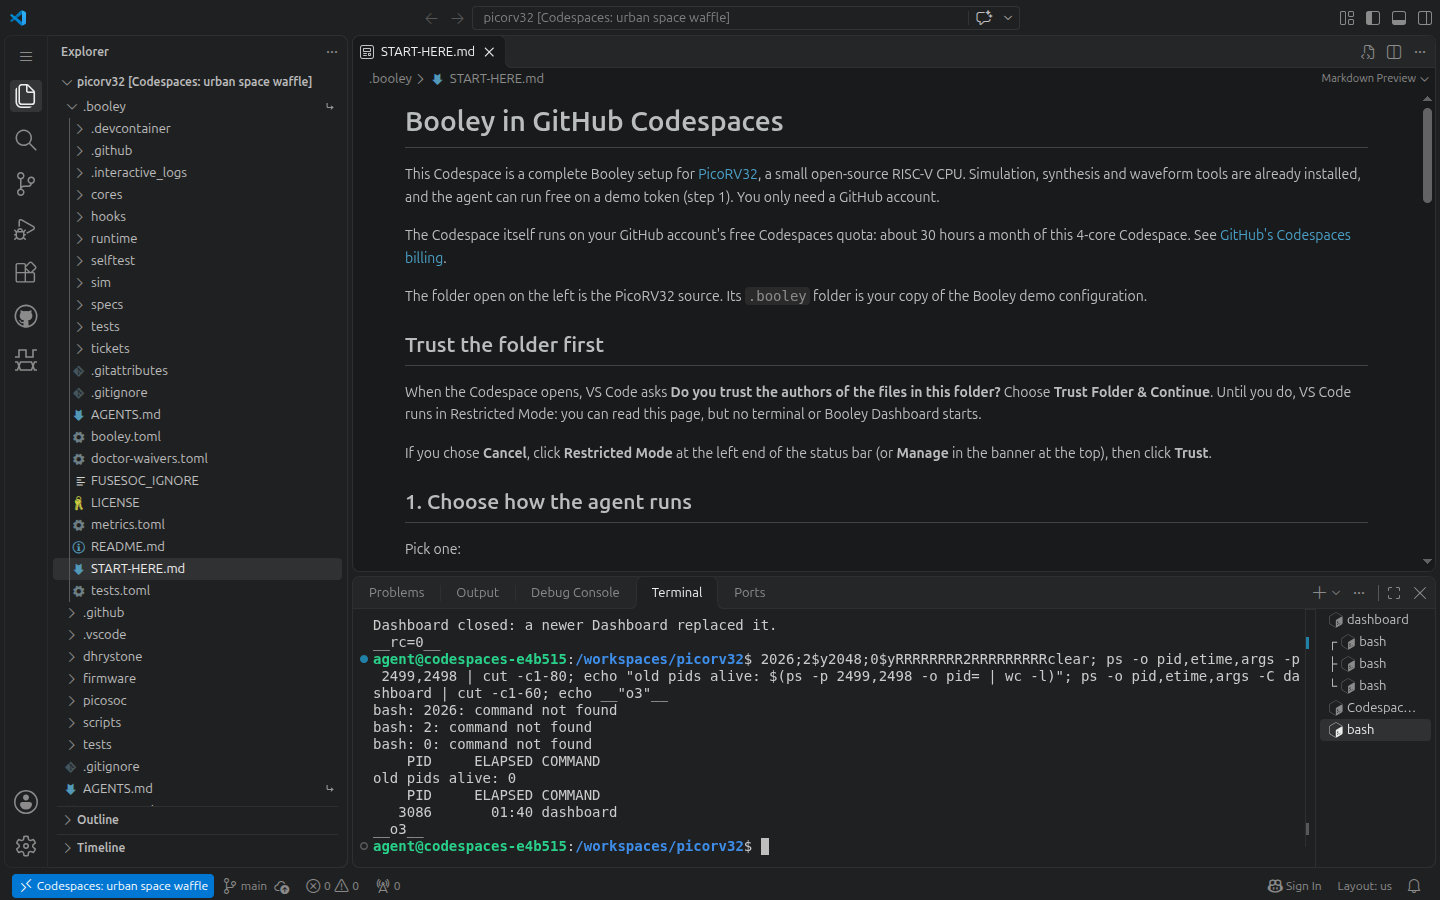 picorv32 [Codespaces: urban space waffle]
Explorer
picorv32 [Codespaces: urban space waffle]
.booley
.devcontainer
.github
.interactive_logs
cores
hooks
runtime
selftest
sim
specs
tests
tickets
.gitattributes
.gitignore
AGENTS.md
booley.toml
doctor-waivers.toml
FUSESOC_IGNORE
LICENSE
metrics.toml
README.md
START-HERE.md
tests.toml
.github
.vscode
dhrystone
firmware
picosoc
scripts
tests
.gitignore
AGENTS.md
Outline
Timeline
START-HERE.md
.booley > START-HERE.md
Markdown Preview
Booley in GitHub Codespaces
This Codespace is a complete Booley setup for PicoRV32, a small open-source RISC-V CPU. Simulation, synthesis and waveform tools are already installed,
and the agent can run free on a demo token (step 1). You only need a GitHub account.
The Codespace itself runs on your GitHub account's free Codespaces quota: about 30 hours a month of this 4-core Codespace. See GitHub's Codespaces
billing.
The folder open on the left is the PicoRV32 source. Its .booley folder is your copy of the Booley demo configuration.
Trust the folder first
When the Codespace opens, VS Code asks Do you trust the authors of the files in this folder? Choose Trust Folder & Continue. Until you do, VS Code
runs in Restricted Mode: you can read this page, but no terminal or Booley Dashboard starts.
If you chose Cancel, click Restricted Mode at the left end of the status bar (or Manage in the banner at the top), then click Trust.
1. Choose how the agent runs
Pick one:
Problems Output Debug Console Terminal Ports
Dashboard closed: a newer Dashboard replaced it.
__rc=0__
agent@codespaces-e4b515:/workspaces/picorv32$ 2026;2$y2048;0$yRRRRRRRR2RRRRRRRRRclear; ps -o pid,etime,args -p
2499,2498 | cut -c1-80; echo "old pids alive: $(ps -p 2499,2498 -o pid= | wc -l)"; ps -o pid,etime,args -C da
shboard | cut -c1-60; echo __"o3"__
bash: 2026: command not found
bash: 2: command not found
bash: 0: command not found
PID ELAPSED COMMAND
old pids alive: 0
PID ELAPSED COMMAND
3086 01:40 dashboard
__o3__
agent@codespaces-e4b515:/workspaces/picorv32$
dashboard
bash
bash
bash
Codespac...
bash
Codespaces: urban space waffle main 0 0 0
Sign In Layout: us